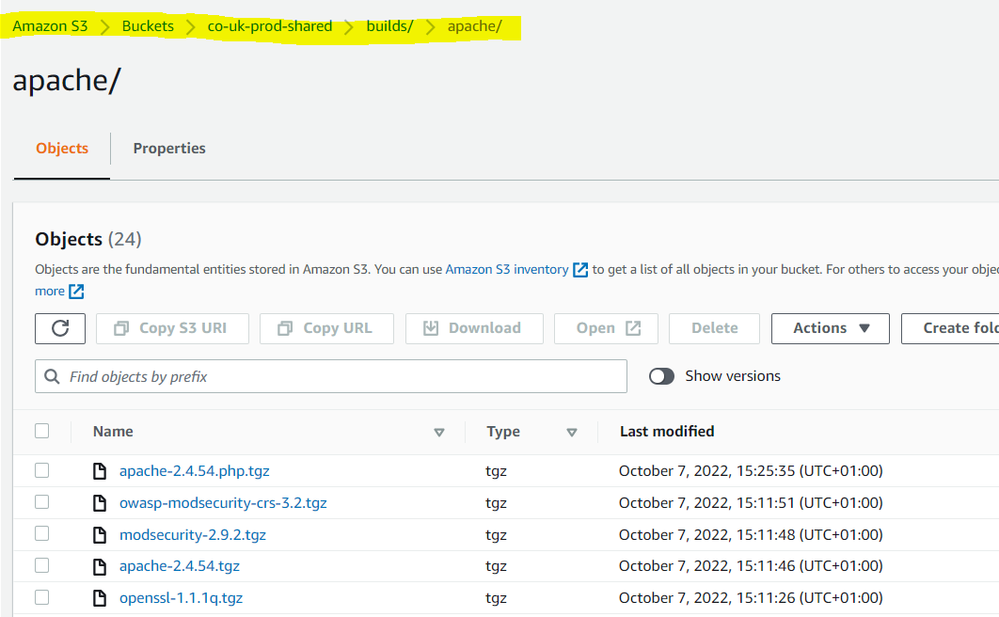 Amazon S3 > Buckets > co-uk-prod-shared > builds/ > apache/
apache/
Objects Properties
Objects (24)
Objects are the fundamental entities stored in Amazon S3. You can use Amazon S3 inventory to get a list of all objects in your bucket. For others to access your
more
Copy S3 URI Copy URL Download Open Delete Actions Create
Find objects by prefix Show versions
Name Type Last modified
apache-2.4.54.php.tgz tgz October 7, 2022, 15:25:35 (UTC+01:00)
owasp-modsecurity-crs-3.2.tgz tgz October 7, 2022, 15:11:51 (UTC+01:00)
modsecurity-2.9.2.tgz tgz October 7, 2022, 15:11:48 (UTC+01:00)
apache-2.4.54.tgz tgz October 7, 2022, 15:11:46 (UTC+01:00)
openssl-1.1.1q.tgz tgz October 7, 2022, 15:11:26 (UTC+01:00)